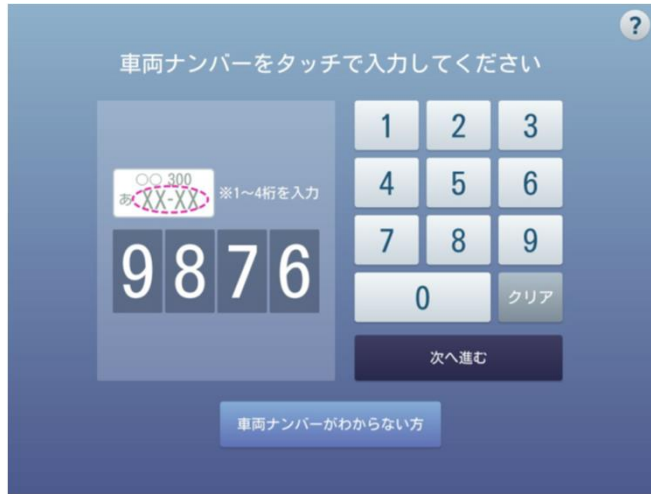 ?
車両ナンバーをタッチで入力してください
○○ 300
あ XX-XX
※1〜4桁を入力
9876
1 2 3
4 5 6
7 8 9
0 クリア
次へ進む
車両ナンバーがわからない方